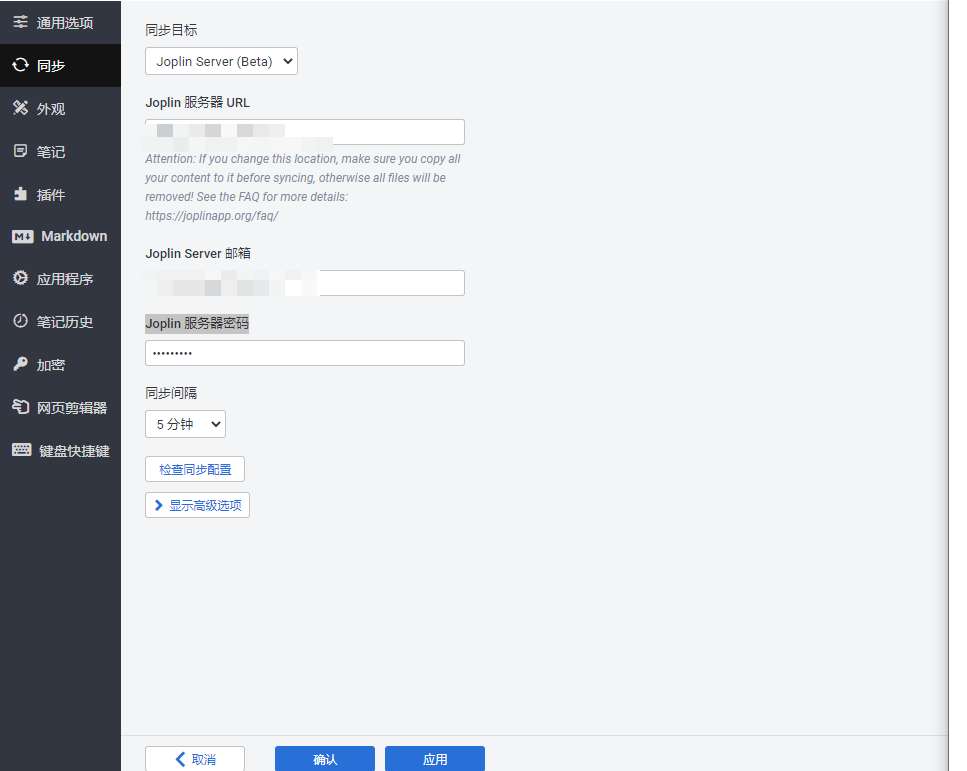 通用选项
同步
外观
笔记
插件
Markdown
应用程序
笔记历史
加密
网页剪辑器
键盘快捷键
同步目标
Joplin Server (Beta)
Joplin 服务器 URL
Attention: If you change this location, make sure you copy all
your content to it before syncing, otherwise all files will be
removed! See the FAQ for more details:
https://joplinapp.org/faq/
Joplin Server 邮箱
Joplin 服务器密码
•••••••••
同步间隔
5 分钟
检查同步配置
显示高级选项
取消
确认
应用